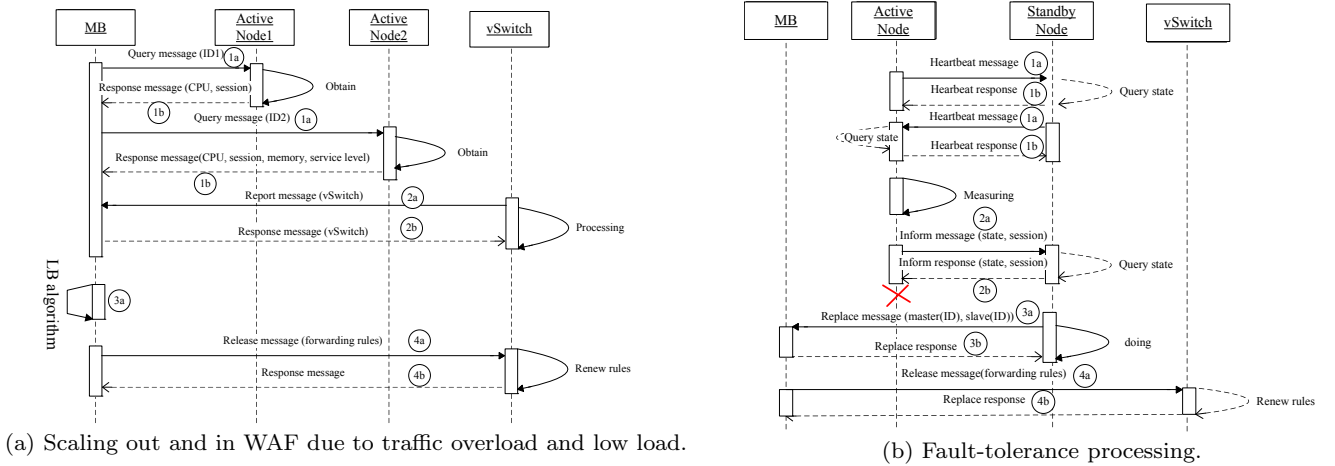 MB
Active
Node1
Active
Node2
vSwitch
Query message (ID1)
1a
Obtain
Response message (CPU, session)
1b
Query message (ID2)
1a
Obtain
Response message(CPU, session, memory, service level)
1b
Report message (vSwitch)
2a
Processing
Response message (vSwitch)
2b
LB algorithm
3a
Release message (forwarding rules)
4a
Renew rules
Response message
4b
(a) Scaling out and in WAF due to traffic overload and low load.
MB
Active
Node
Standby
Node
vSwitch
Heartbeat message
1a
Query state
Hearbeat response
1b
Heartbeat message
1a
Query state
Hearbeat response
1b
Measuring
2a
Inform message (state, session)
Inform response (state, session)
Query state
2b
Replace message (master(ID), slave(ID))
3a
doing
Replace response
3b
Release message(forwarding rules)
4a
Replace response
4b
Renew rules
(b) Fault-tolerance processing.